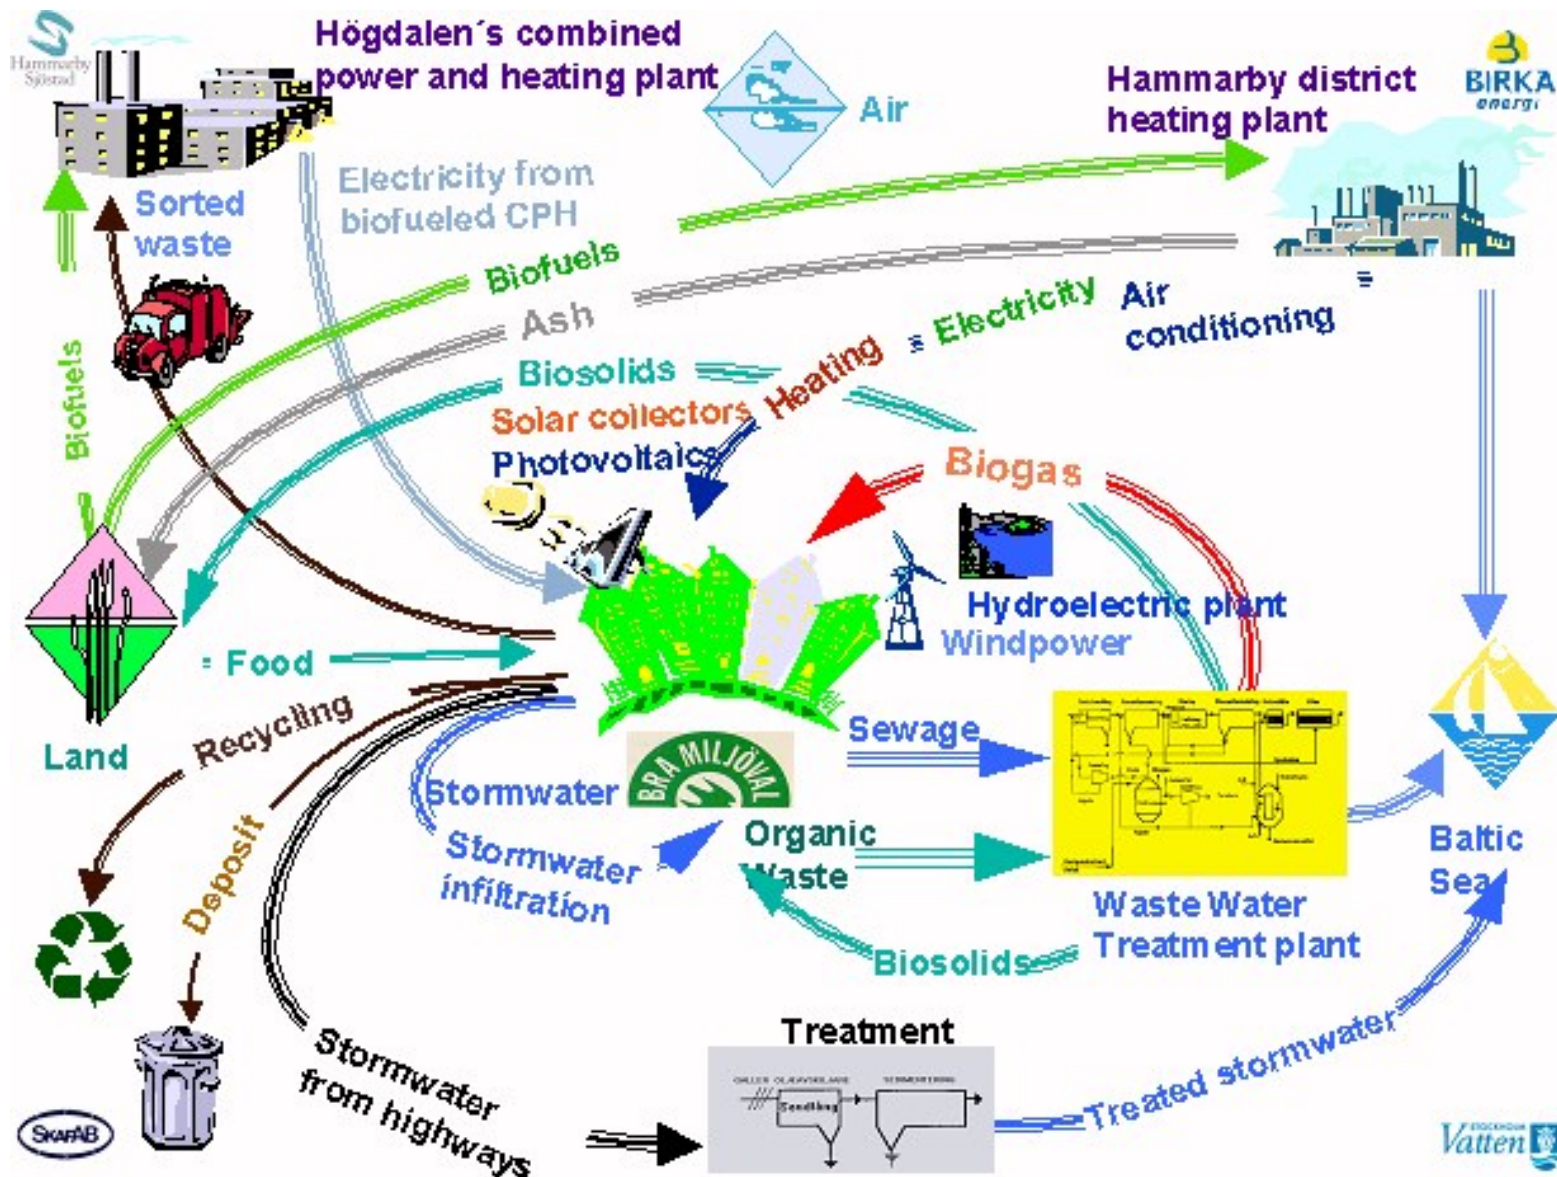 Hammarby
Sjöstad
Högdalen´s combined
power and heating plant
Air
Hammarby district
heating plant
BIRKA
energi
Sorted
waste
Electricity from
biofueled CPH
Biofuels
Ash
Biosolids
Solar collectors
Photovoltaics
Heating
= Electricity
Air
conditioning
=
Biofuels
Biogas
Hydroelectric plant
Windpower
= Food
Land
Recycling
Deposit
Sewage
Stormwater
BRA MILJÖVAL
Stormwater
infiltration
Organic
Waste
Biosolids
Waste Water
Treatment plant
Baltic
Sea
Stormwater
from highways
Treatment
GALLER
SEDIMENTERING
Sandfång
Treated stormwater
SKAFAB
STOCKHOLM
Vatten